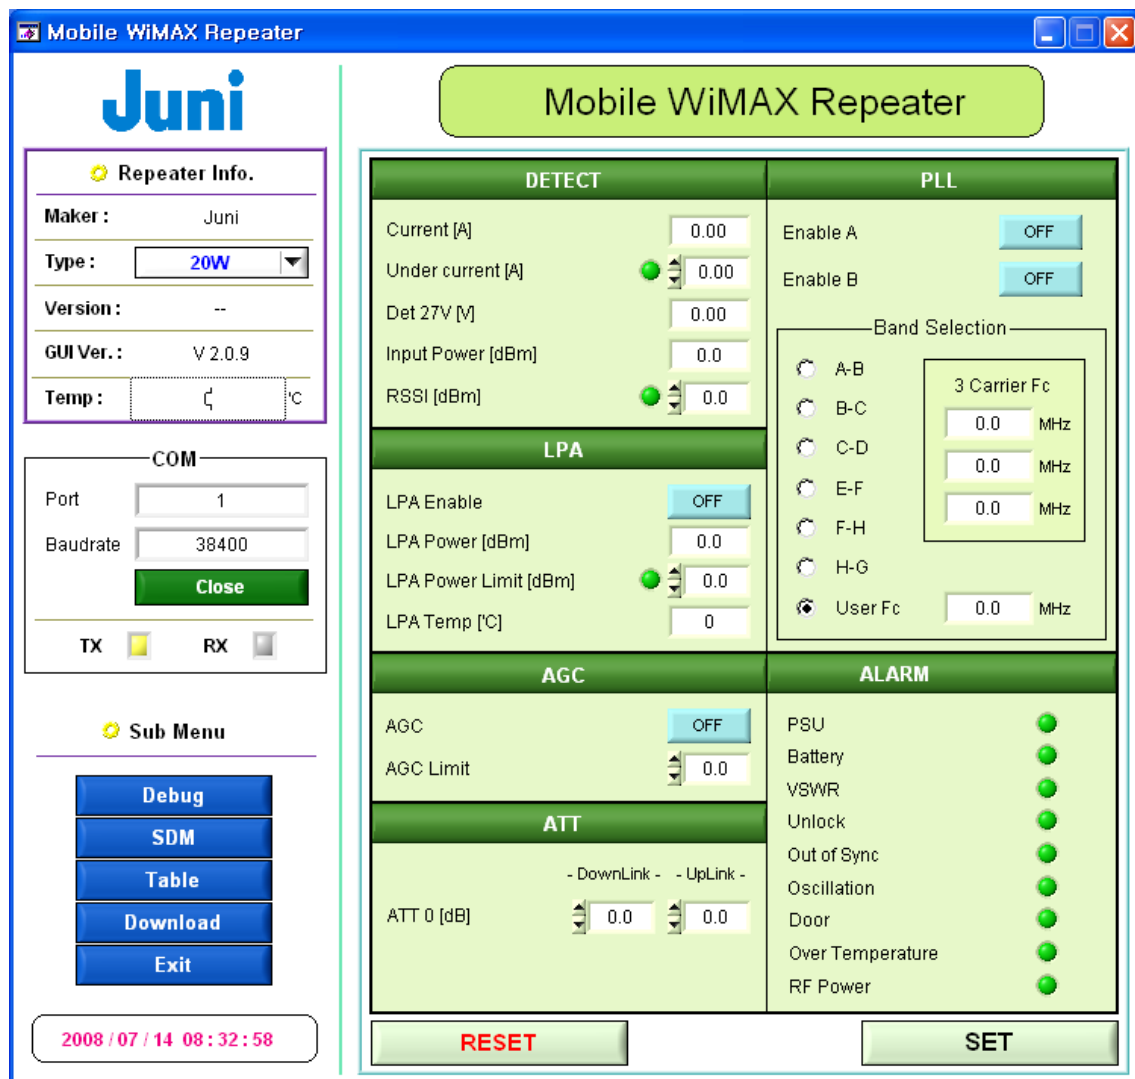 Mobile WiMAX Repeater
Juni
Repeater Info.
Maker : Juni
Type : 20W
Version : --
GUI Ver. : V 2.0.9
Temp : 'C
COM
Port 1
Baudrate 38400
Close
TX RX
Sub Menu
Debug
SDM
Table
Download
Exit
2008 / 07 / 14 08 : 32 : 58
Mobile WiMAX Repeater
DETECT
Current [A] 0.00
Under current [A] 0.00
Det 27V [V] 0.00
Input Power [dBm] 0.0
RSSI [dBm] 0.0
LPA
LPA Enable OFF
LPA Power [dBm] 0.0
LPA Power Limit [dBm] 0.0
LPA Temp ['C] 0
AGC
AGC OFF
AGC Limit 0.0
ATT
- DownLink - - UpLink -
ATT 0 [dB] 0.0 0.0
PLL
Enable A OFF
Enable B OFF
Band Selection
A-B
B-C
C-D
E-F
F-H
H-G
User Fc 0.0 MHz
3 Carrier Fc
0.0 MHz
0.0 MHz
0.0 MHz
ALARM
PSU
Battery
VSWR
Unlock
Out of Sync
Oscillation
Door
Over Temperature
RF Power
RESET
SET